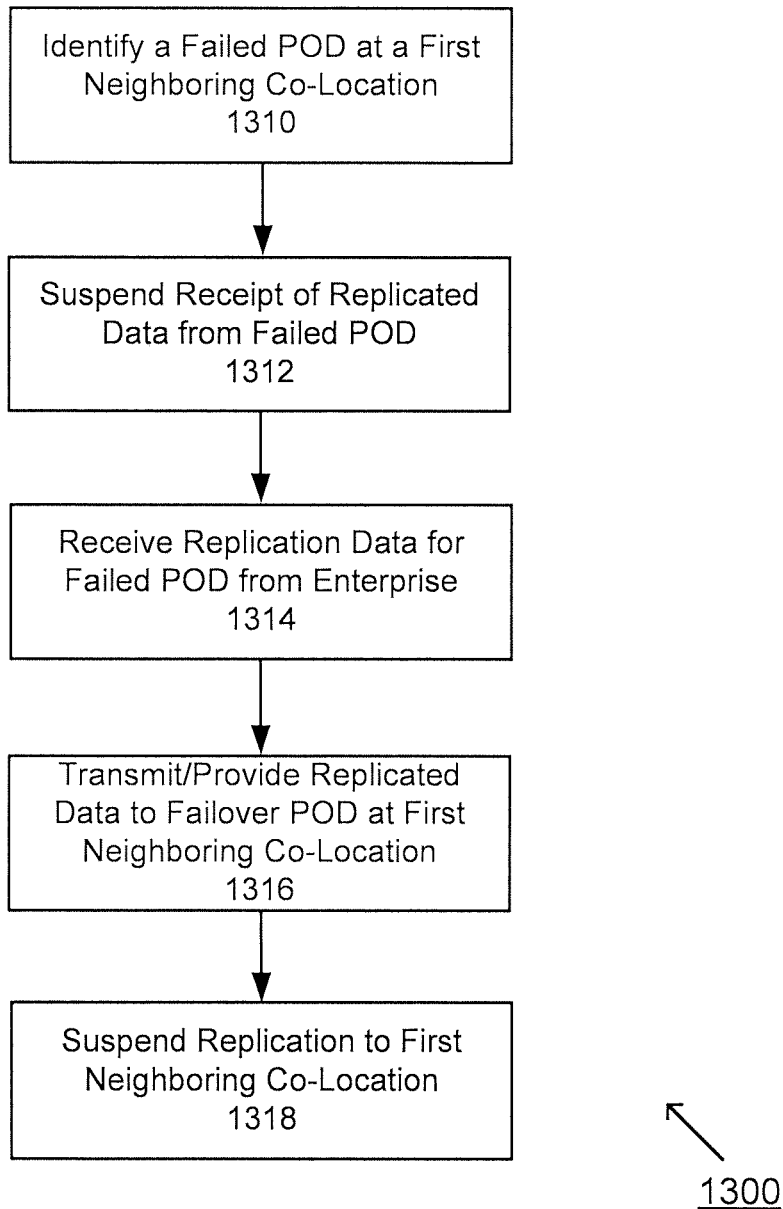 Identify a Failed POD at a First
Neighboring Co-Location
1310
Suspend Receipt of Replicated
Data from Failed POD
1312
Receive Replication Data for
Failed POD from Enterprise
1314
Transmit/Provide Replicated
Data to Failover POD at First
Neighboring Co-Location
1316
Suspend Replication to First
Neighboring Co-Location
1318
1300